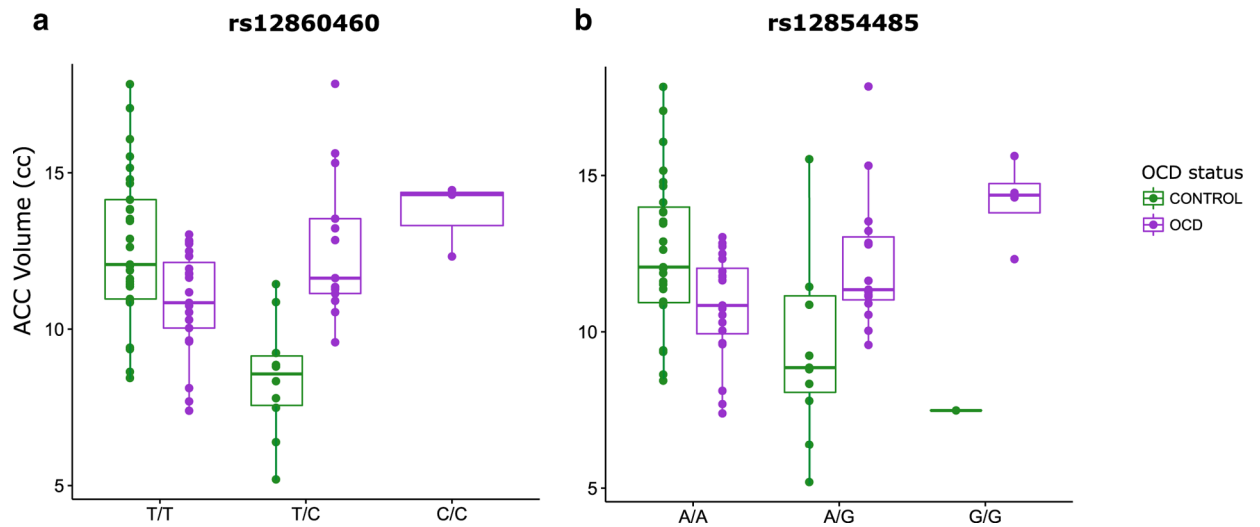 a
rs12860460
ACC Volume (cc)
15
10
5
T/T
T/C
C/C
b
rs12854485
15
10
5
A/A
A/G
G/G
OCD status
CONTROL
OCD